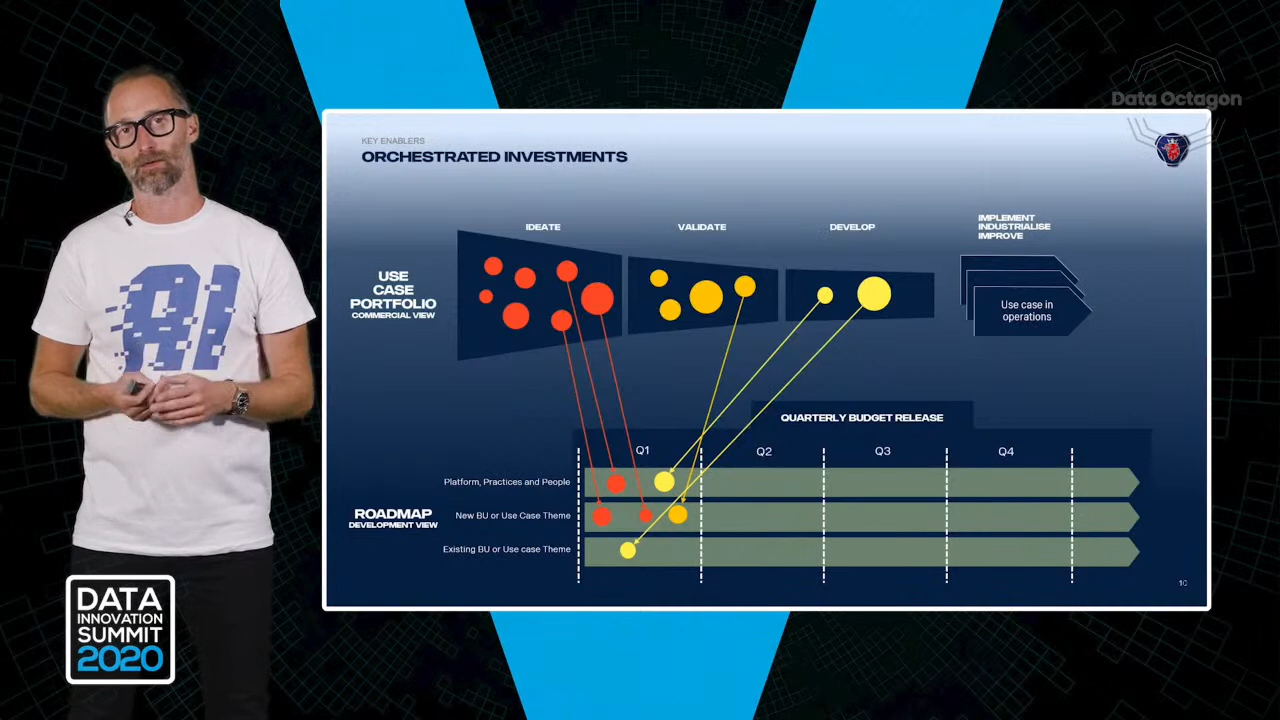 Data Octagon
KEY ENABLERS
ORCHESTRATED INVESTMENTS
IDEATE
VALIDATE
DEVELOP
IMPLEMENT
INDUSTRIALISE
IMPROVE
USE
CASE
PORTFOLIO
COMMERCIAL VIEW
Use case in
operations
QUARTERLY BUDGET RELEASE
Q1
Q2
Q3
Q4
Platform, Practices and People
ROADMAP
DEVELOPMENT VIEW
New BU or Use Case Theme
Existing BU or Use case Theme
10
AI
DATA
INNOVATION
SUMMIT
2020